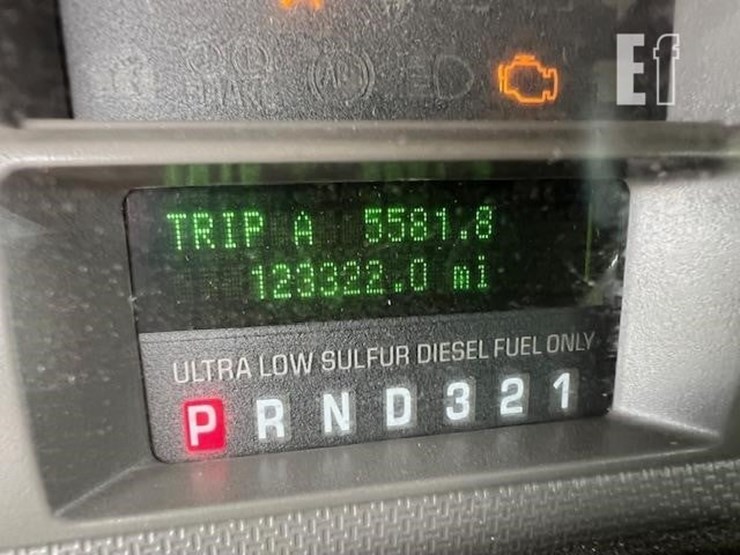 Ef
TRIP A 5581.8
123322.0 mi
ULTRA LOW SULFUR DIESEL FUEL ONLY
P R N D 3 2 1